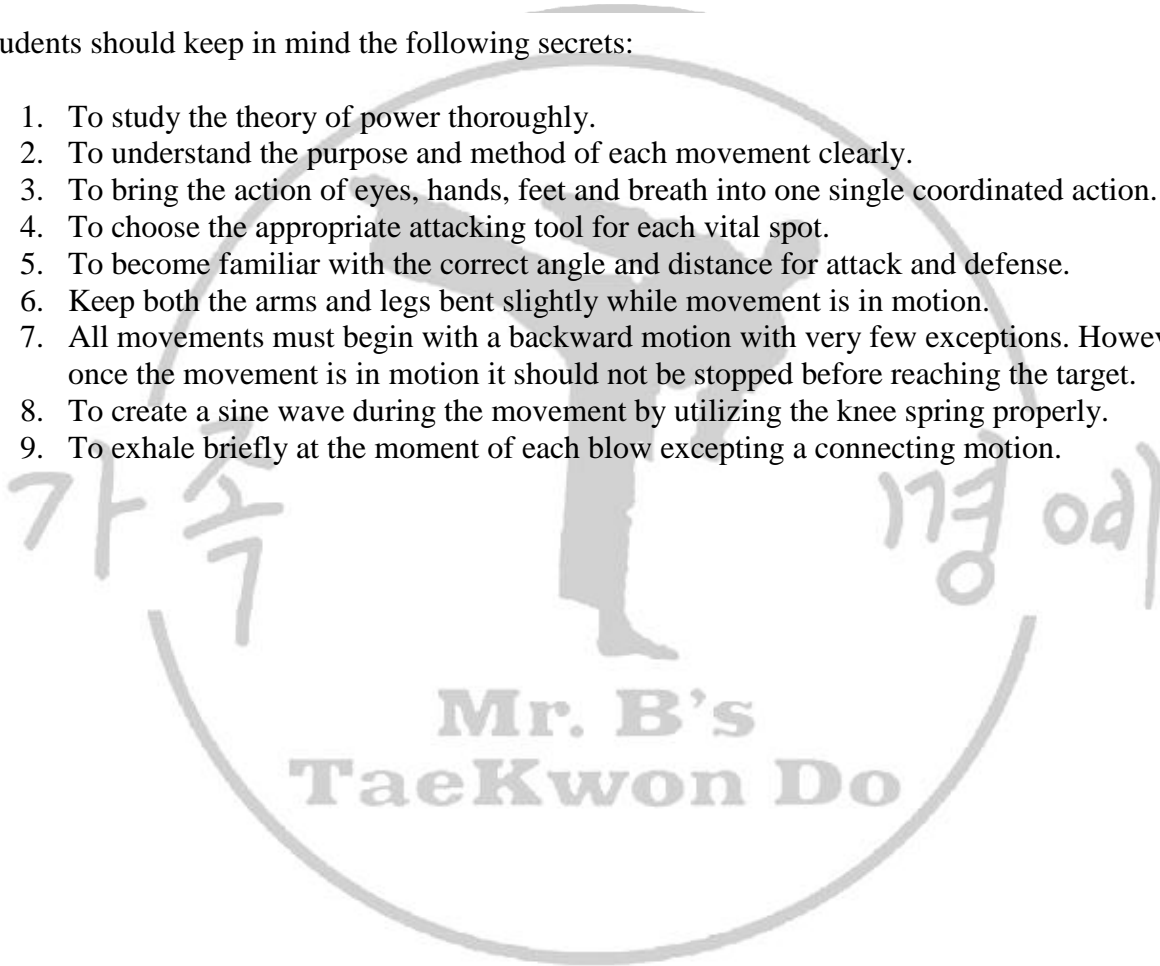 udents should keep in mind the following secrets:
1. To study the theory of power thoroughly.
2. To understand the purpose and method of each movement clearly.
3. To bring the action of eyes, hands, feet and breath into one single coordinated action.
4. To choose the appropriate attacking tool for each vital spot.
5. To become familiar with the correct angle and distance for attack and defense.
6. Keep both the arms and legs bent slightly while movement is in motion.
7. All movements must begin with a backward motion with very few exceptions. Howev
once the movement is in motion it should not be stopped before reaching the target.
8. To create a sine wave during the movement by utilizing the knee spring properly.
9. To exhale briefly at the moment of each blow excepting a connecting motion.
가족 명예
Mr. B's
TaeKwon Do